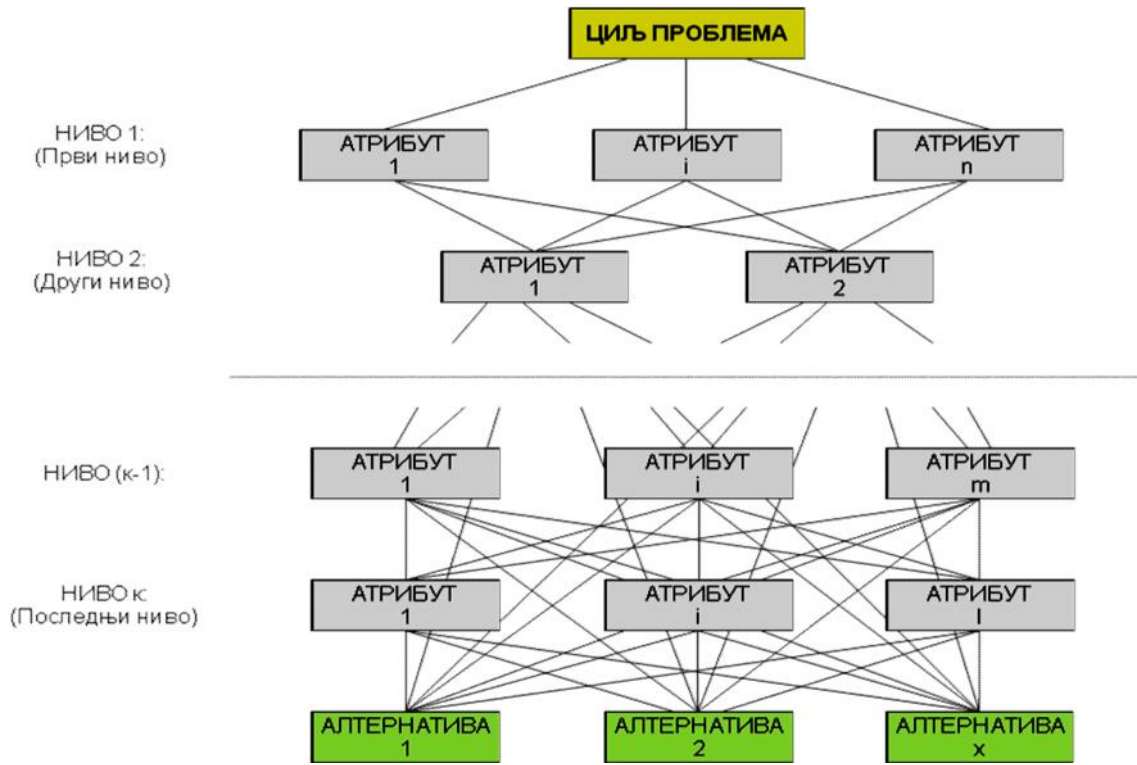 ЦИЉ ПРОБЛЕМА
НИВО 1:
(Први ниво)
АТРИБУТ
1
АТРИБУТ
i
АТРИБУТ
n
НИВО 2:
(Други ниво)
АТРИБУТ
1
АТРИБУТ
2
НИВО (к-1):
АТРИБУТ
1
АТРИБУТ
i
АТРИБУТ
m
НИВО к:
(Последњи ниво)
АТРИБУТ
1
АТРИБУТ
i
АТРИБУТ
l
АЛТЕРНАТИВА
1
АЛТЕРНАТИВА
2
АЛТЕРНАТИВА
x